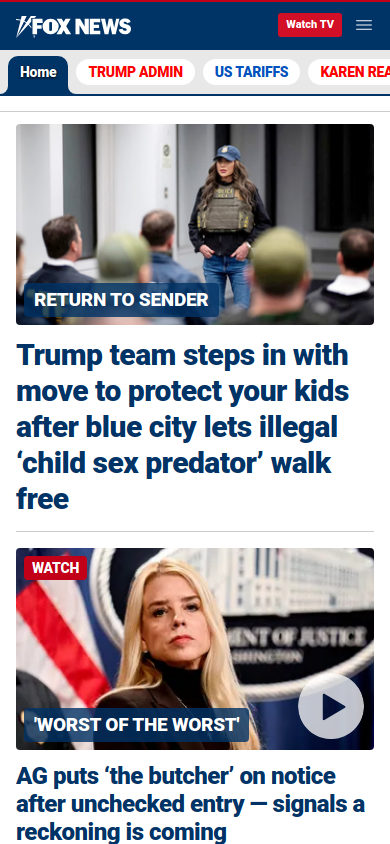 FOX NEWS
Watch TV
Home
TRUMP ADMIN
US TARIFFS
KAREN REA
RETURN TO SENDER
Trump team steps in with
move to protect your kids
after blue city lets illegal
‘child sex predator’ walk
free
WATCH
ENT OF JUSTICE
WASHINGTON
'WORST OF THE WORST'
AG puts ‘the butcher’ on notice
after unchecked entry — signals a
reckoning is coming